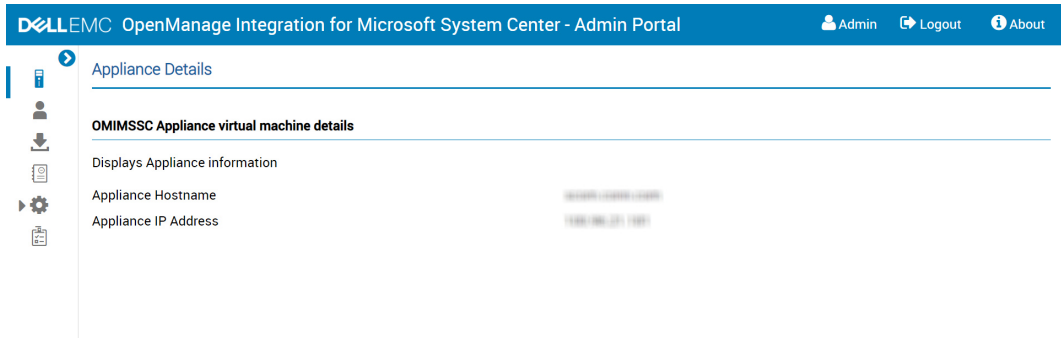 DELLEMC OpenManage Integration for Microsoft System Center - Admin Portal Admin Logout About
Appliance Details
OMIMSSC Appliance virtual machine details
Displays Appliance information
Appliance Hostname
Appliance IP Address